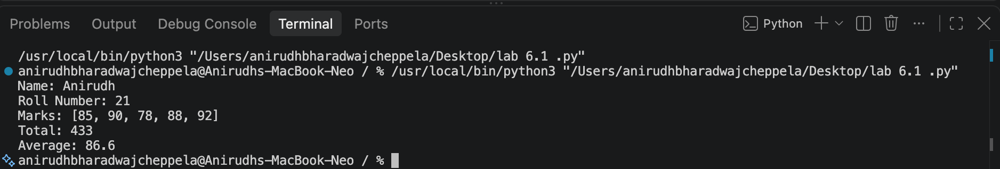 Problems Output Debug Console Terminal Ports Python
/usr/local/bin/python3 "/Users/anirudhbharadwajcheppela/Desktop/lab 6.1 .py"
anirudhbharadwajcheppela@Anirudhs-MacBook-Neo / % /usr/local/bin/python3 "/Users/anirudhbharadwajcheppela/Desktop/lab 6.1 .py"
Name: Anirudh
Roll Number: 21
Marks: [85, 90, 78, 88, 92]
Total: 433
Average: 86.6
anirudhbharadwajcheppela@Anirudhs-MacBook-Neo / %